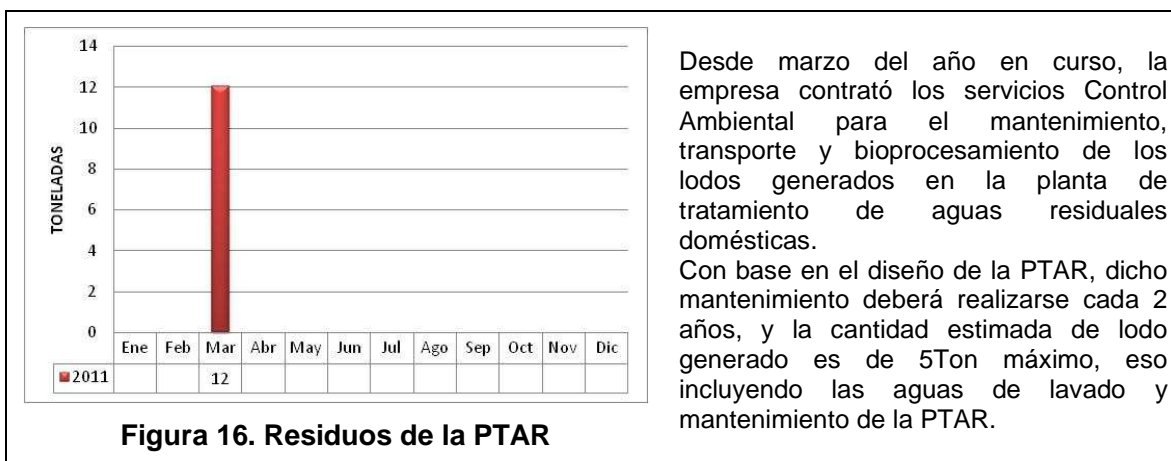 14
12
10
8
6
4
2
0
TONELADAS
Ene Feb Mar Abr May Jun Jul Ago Sep Oct Nov Dic
2011 12
Figura 16. Residuos de la PTAR
Desde marzo del año en curso, la
empresa contrató los servicios Control
Ambiental para el mantenimiento,
transporte y bioprocesamiento de los
lodos generados en la planta de
tratamiento de aguas residuales
domésticas.
Con base en el diseño de la PTAR, dicho
mantenimiento deberá realizarse cada 2
años, y la cantidad estimada de lodo
generado es de 5Ton máximo, eso
incluyendo las aguas de lavado y
mantenimiento de la PTAR.